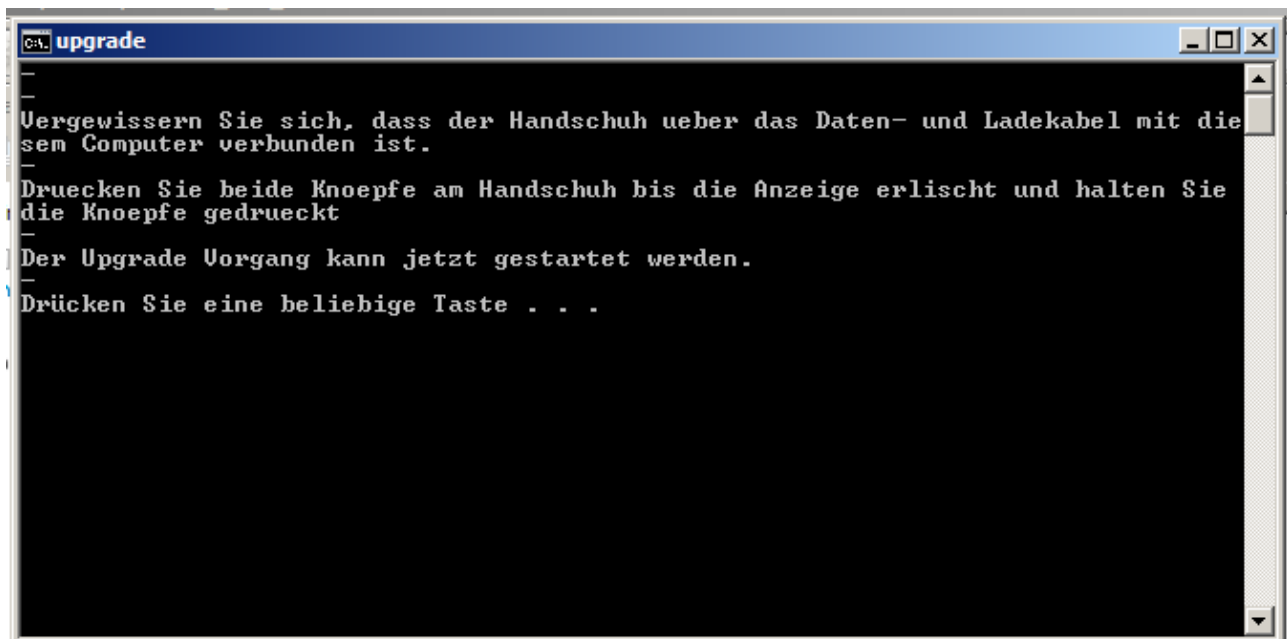 upgrade
_
_
Vergewissern Sie sich, dass der Handschuh ueber das Daten- und Ladekabel mit die
sem Computer verbunden ist.
_
Druecken Sie beide Knoepfe am Handschuh bis die Anzeige erlischt und halten Sie
die Knoepfe gedrueckt
_
Der Upgrade Vorgang kann jetzt gestartet werden.
_
Drücken Sie eine beliebige Taste . . .